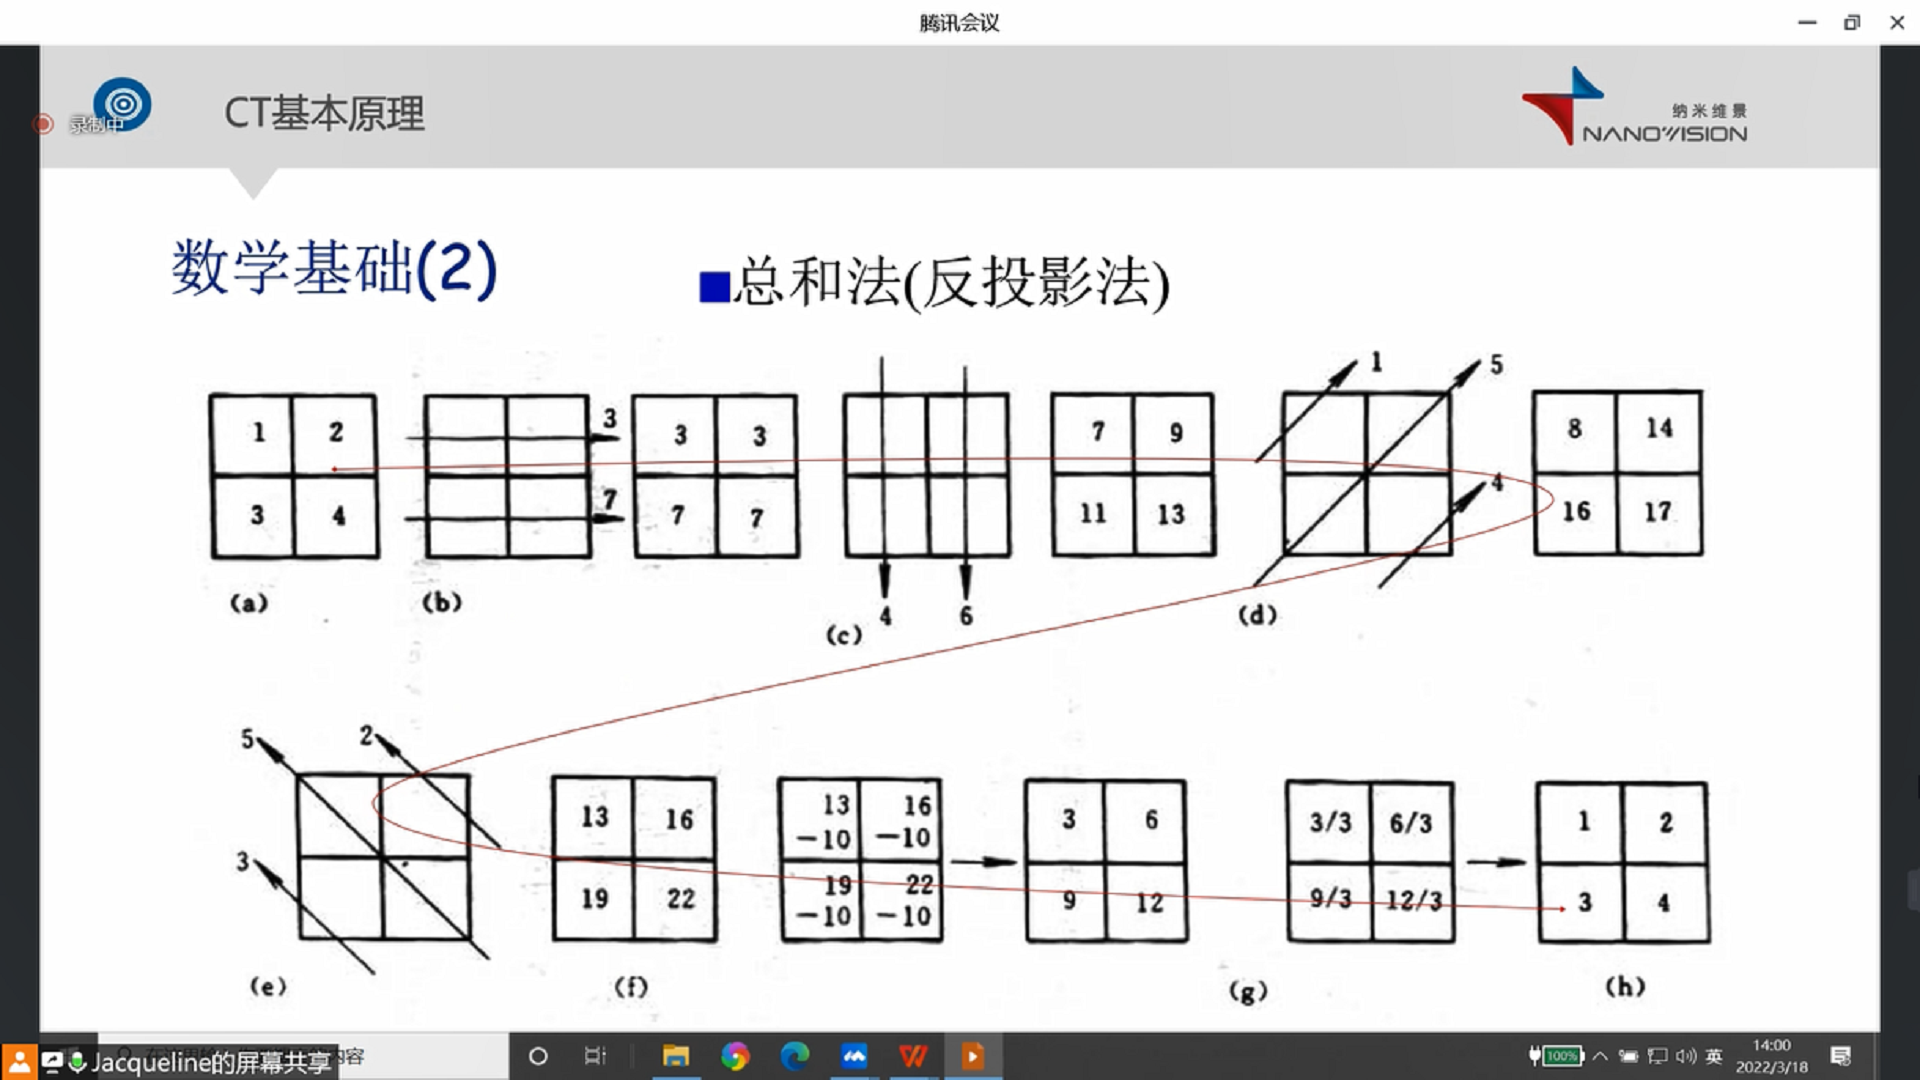 腾讯会议
录制中
CT基本原理
纳米维景
NANOVISION
数学基础(2)
■总和法(反投影法)
1 2
3 4
(a)
3
7
(b)
3 3
7 7
4 6
(c)
7 9
11 13
1 5
4
(d)
8 14
16 17
5 2
3
(e)
13 16
19 22
(f)
13 16
-10 -10
19 22
-10 -10
3 6
9 12
3/3 6/3
9/3 12/3
(g)
1 2
3 4
(h)
Jacqueline的屏幕共享
内容
100%
英
14:00
2022/3/18